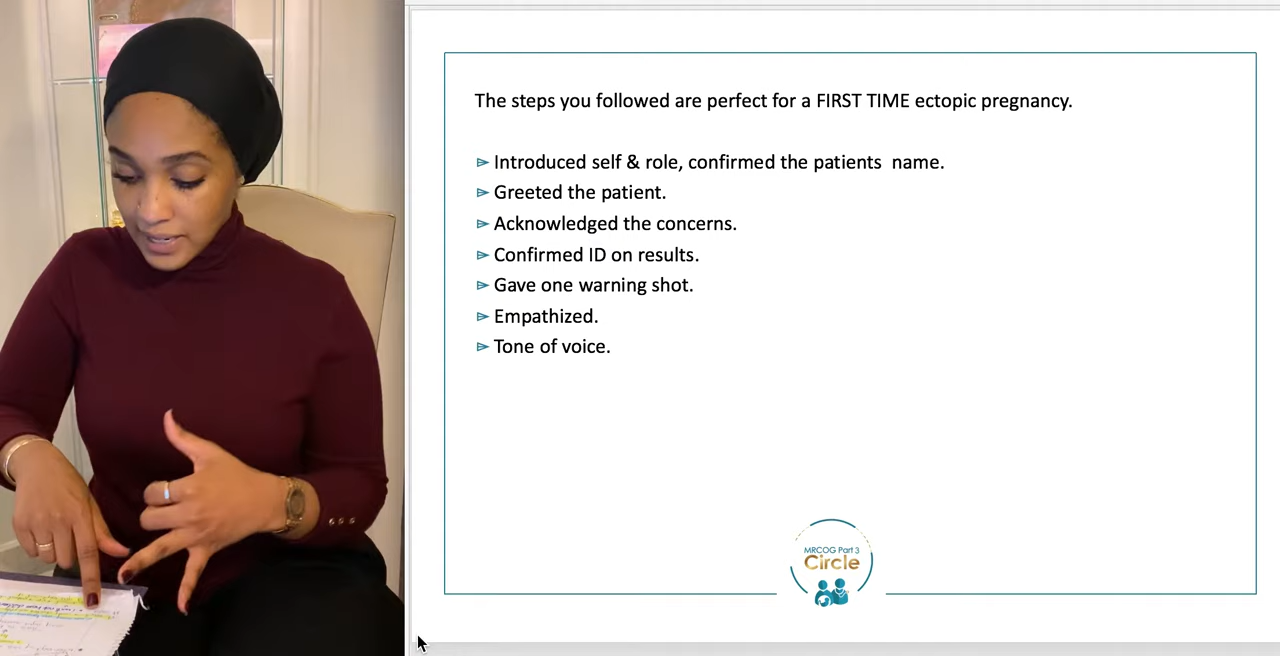 The steps you followed are perfect for a FIRST TIME ectopic pregnancy.
⌲ Introduced self & role, confirmed the patients  name.
⌲ Greeted the patient.
⌲ Acknowledged the concerns.
⌲ Confirmed ID on results.
⌲ Gave one warning shot.
⌲ Empathized.
⌲ Tone of voice.
MRCOG Part 3
Circle